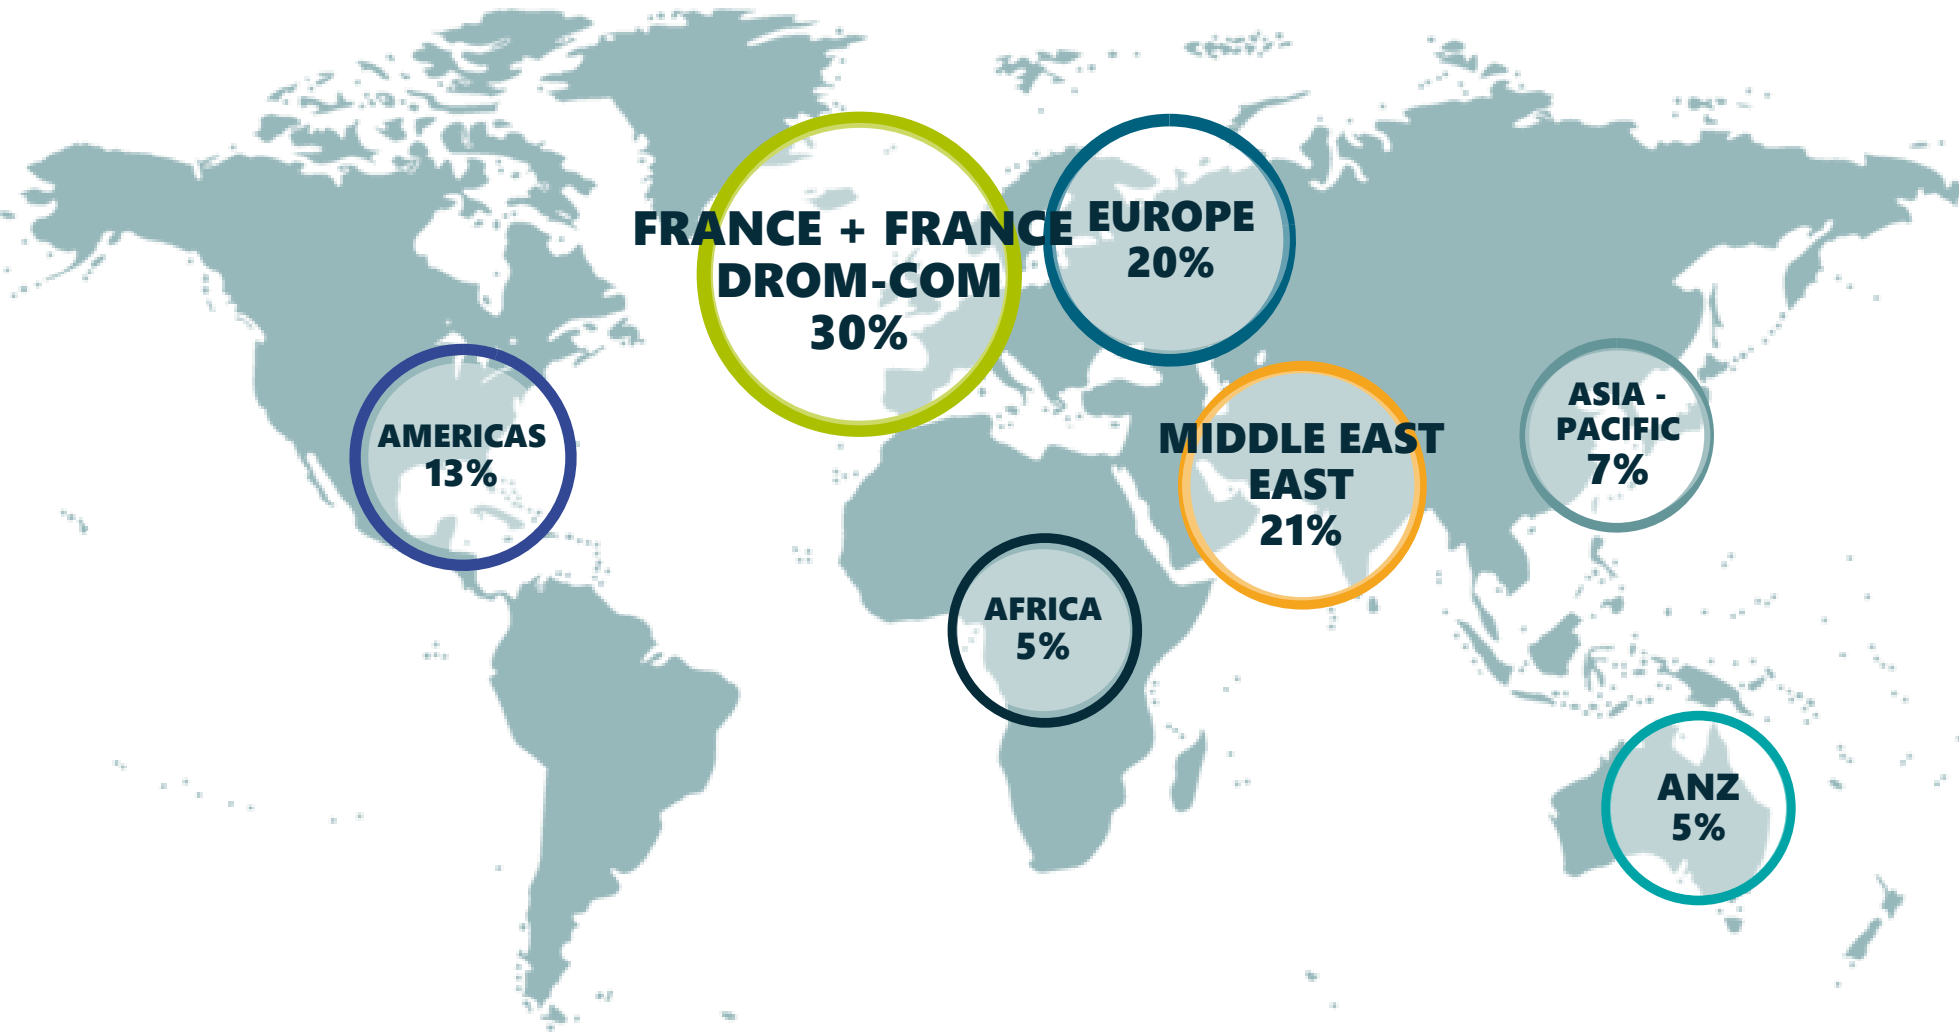 FRANCE + FRANCE
DROM-COM
30%
EUROPE
20%
AMERICAS
13%
MIDDLE EAST
EAST
21%
ASIA -
PACIFIC
7%
AFRICA
5%
ANZ
5%